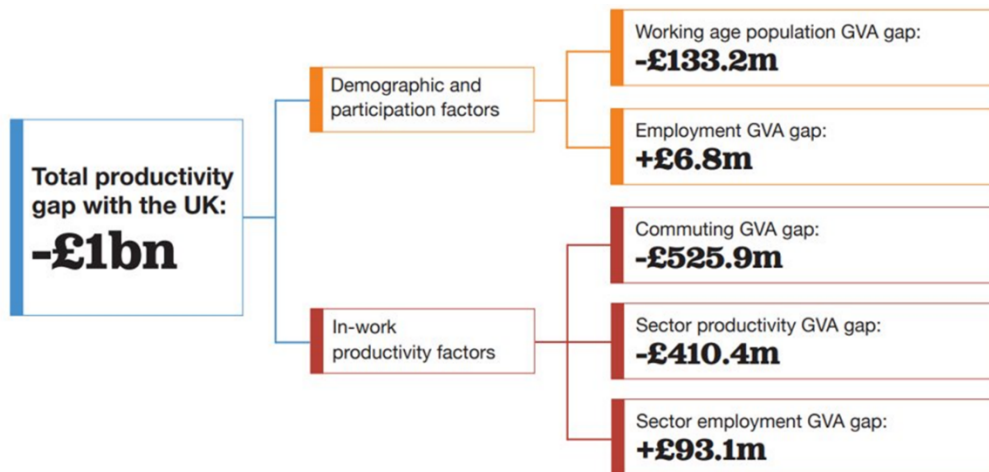 Total productivity
gap with the UK:
-£1bn
Demographic and
participation factors
In-work
productivity factors
Working age population GVA gap:
-£133.2m
Employment GVA gap:
+£6.8m
Commuting GVA gap:
-£525.9m
Sector productivity GVA gap:
-£410.4m
Sector employment GVA gap:
+£93.1m